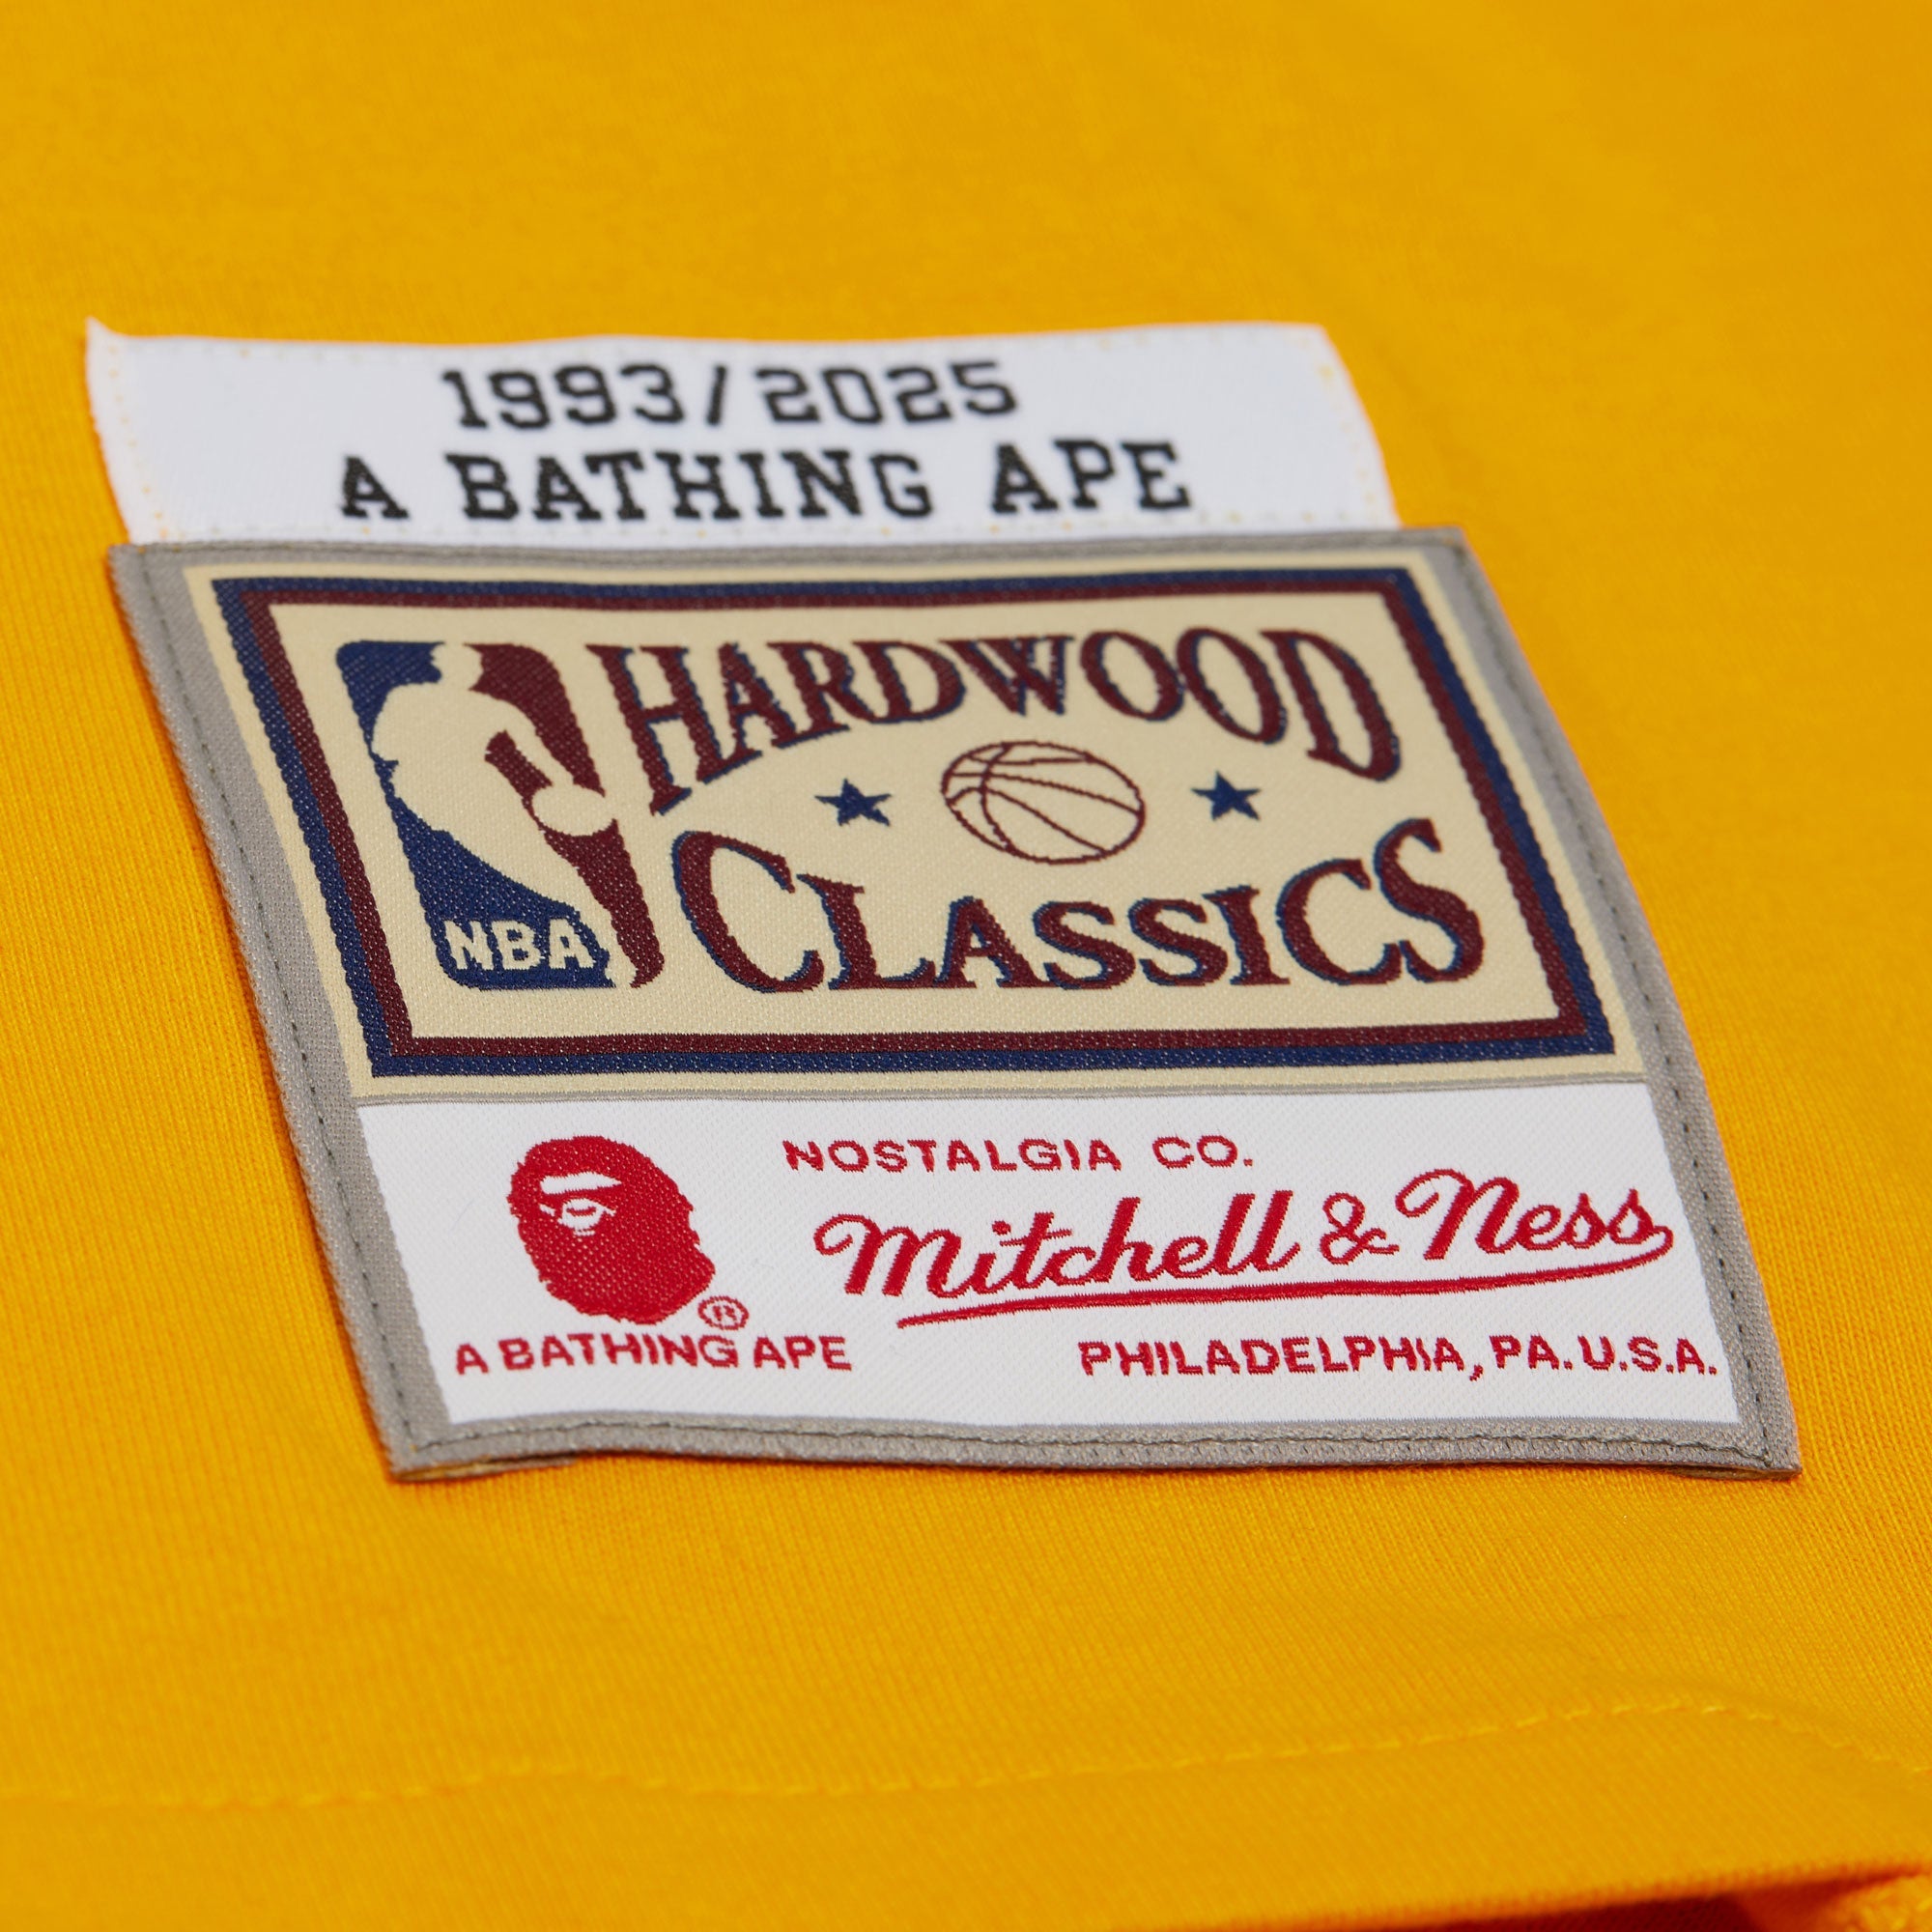 1993/2025
A BATHING APE
HARDWOOD
CLASSICS
NBA
NOSTALGIA CO.
Mitchell & Ness
®
A BATHING APE
PHILADELPHIA, PA. U.S.A.